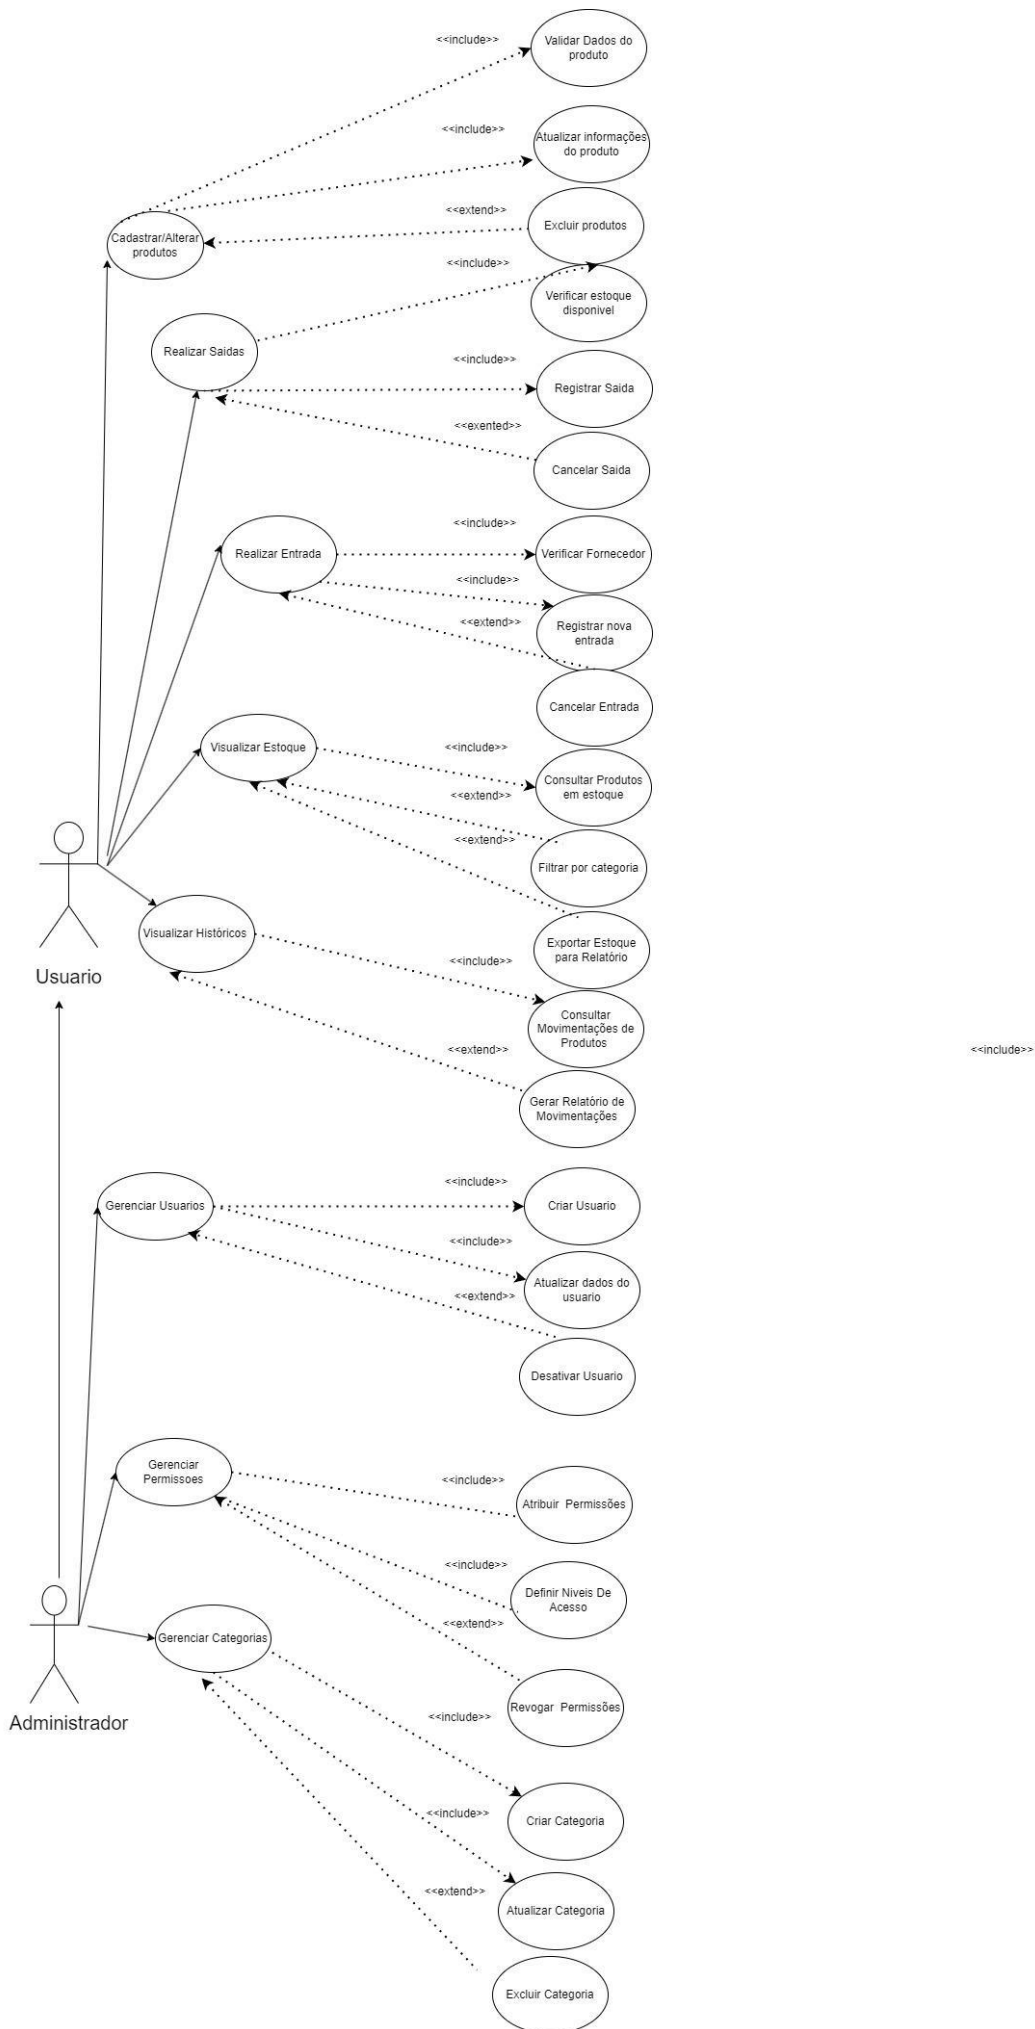 <<include>>
Validar Dados do
produto
<<include>>
Atualizar informações
do produto
<<extend>>
Excluir produtos
Cadastrar/Alterar
produtos
<<include>>
Verificar estoque
disponivel
Realizar Saidas
<<include>>
Registrar Saida
<<exented>>
Cancelar Saida
<<include>>
Realizar Entrada
Verificar Fornecedor
<<include>>
<<extend>>
Registrar nova
entrada
Cancelar Entrada
Visualizar Estoque
<<include>>
Consultar Produtos
em estoque
<<extend>>
<<extend>>
Filtrar por categoria
Visualizar Históricos
Exportar Estoque
para Relatório
<<include>>
Usuario
Consultar
Movimentações de
Produtos
<<extend>>
<<include>>
Gerar Relatório de
Movimentações
<<include>>
Gerenciar Usuarios
Criar Usuario
<<include>>
Atualizar dados do
usuario
<<extend>>
Desativar Usuario
Gerenciar
Permissoes
<<include>>
Atribuir Permissões
<<include>>
Definir Niveis De
Acesso
<<extend>>
Gerenciar Categorias
Revogar Permissões
<<include>>
Administrador
<<include>>
Criar Categoria
<<extend>>
Atualizar Categoria
Excluir Categoria